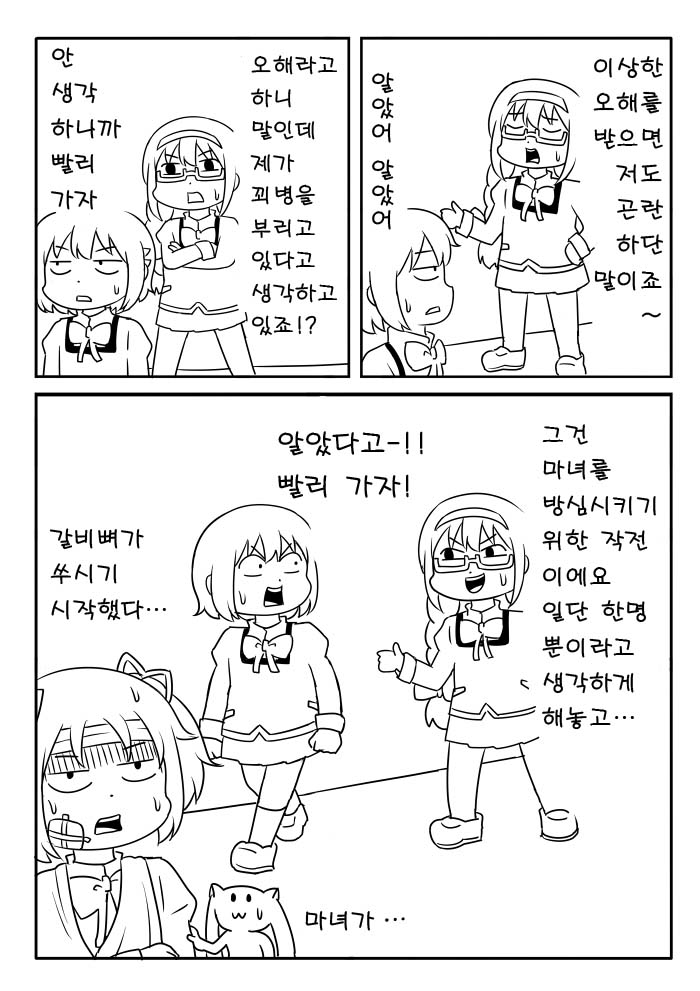 안
생각
하니까
빨리
가자
오해라고
하니
말인데
제가
꾀병을
부리고
있다고
생각하고
있죠!?
알았어 알았어
이상한
오해를
받으면
저도
곤란
하단
말이죠
~
알았다고-!!
빨리 가자!
그건
마녀를
방심시키기
위한 작전
이에요
일단 한명
뿐이라고
생각하게
해놓고…
갈비뼈가
쑤시기
시작했다…
마녀가 …